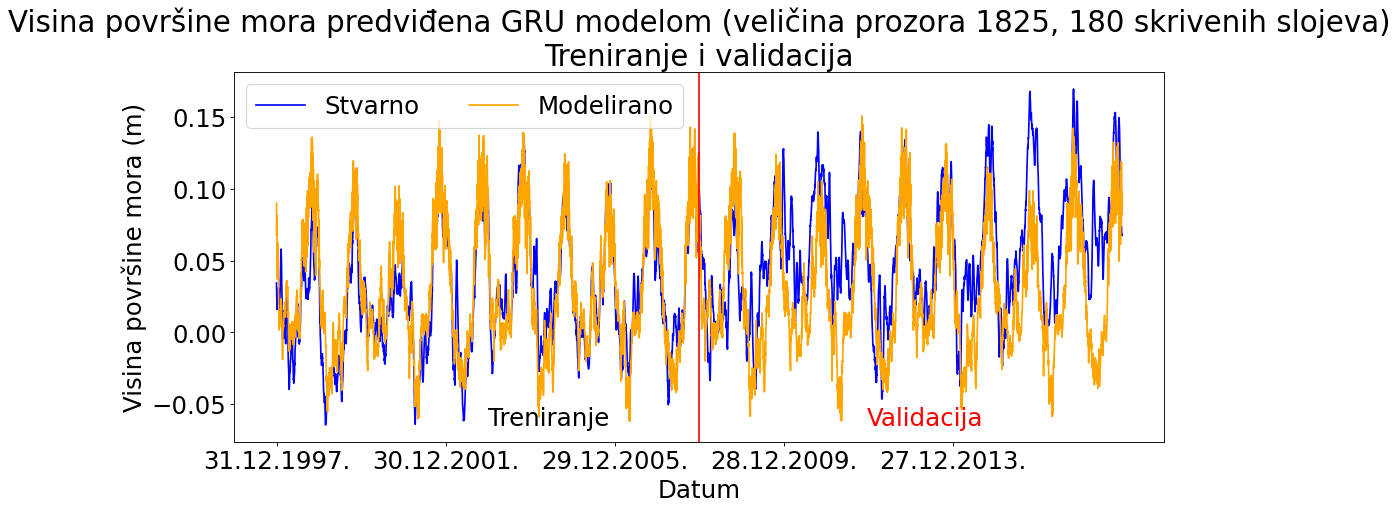 Visina površine mora predviđena GRU modelom (veličina prozora 1825, 180 skrivenih slojeva)
Treniranje i validacija
Stvarno
Modelirano
Visina površine mora (m)
0.15
0.10
0.05
0.00
−0.05
Treniranje
Validacija
31.12.1997.
30.12.2001.
29.12.2005.
28.12.2009.
27.12.2013.
Datum